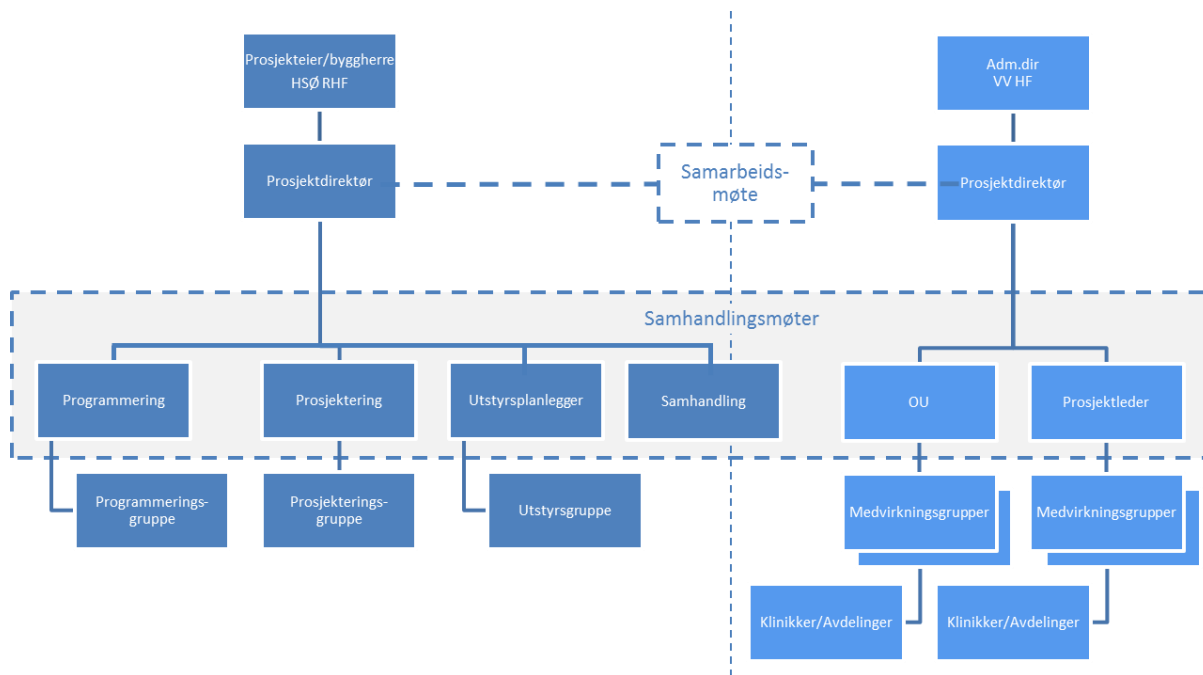 Prosjekteier/byggherre
HSØ RHF
Adm.dir
VV HF
Prosjektdirektør
Samarbeids-
møte
Prosjektdirektør
Samhandlingsmøter
Programmering
Prosjektering
Utstyrsplanlegger
Samhandling
OU
Prosjektleder
Programmerings-
gruppe
Prosjekterings-
gruppe
Utstyrsgruppe
Medvirkningsgrupper
Medvirkningsgrupper
Klinikker/Avdelinger
Klinikker/Avdelinger